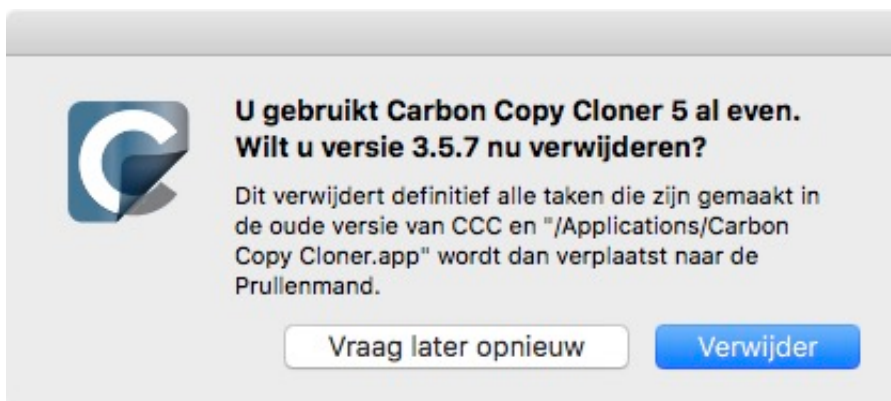 U gebruikt Carbon Copy Cloner 5 al even.
Wilt u versie 3.5.7 nu verwijderen?
Dit verwijdert definitief alle taken die zijn gemaakt in
de oude versie van CCC en "/Applications/Carbon
Copy Cloner.app" wordt dan verplaatst naar de
Prullenmand.
Vraag later opnieuw
Verwijder